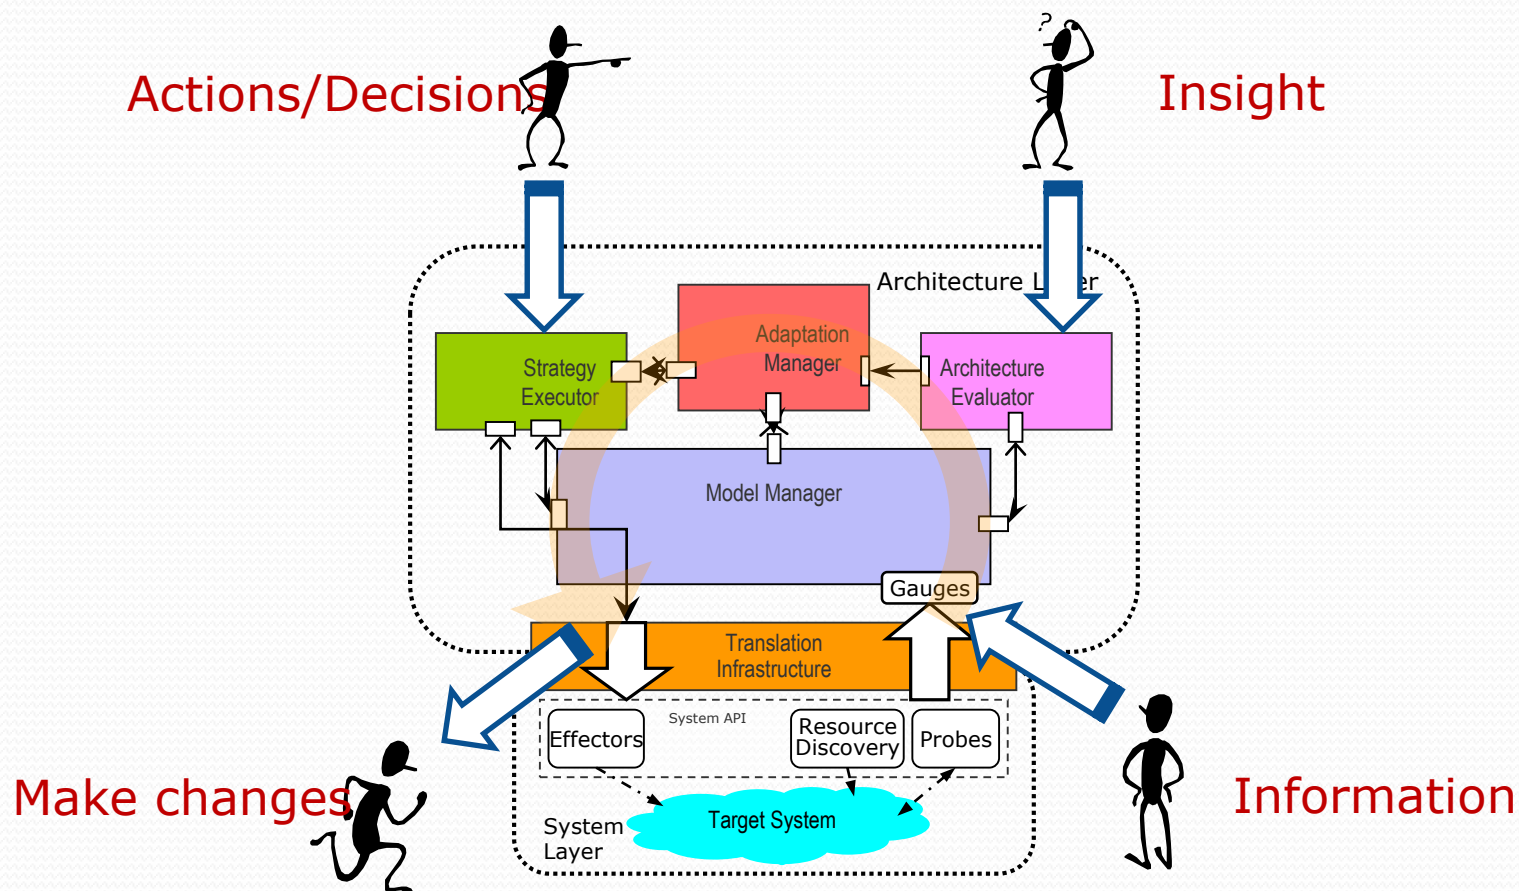 Actions/Decisions
?
Insight
Architecture Layer
Adaptation
Manager
Strategy
Executor
Architecture
Evaluator
Model Manager
Gauges
Translation
Infrastructure
System API
Effectors
Resource
Discovery
Probes
Make changes
Information
Target System
System
Layer